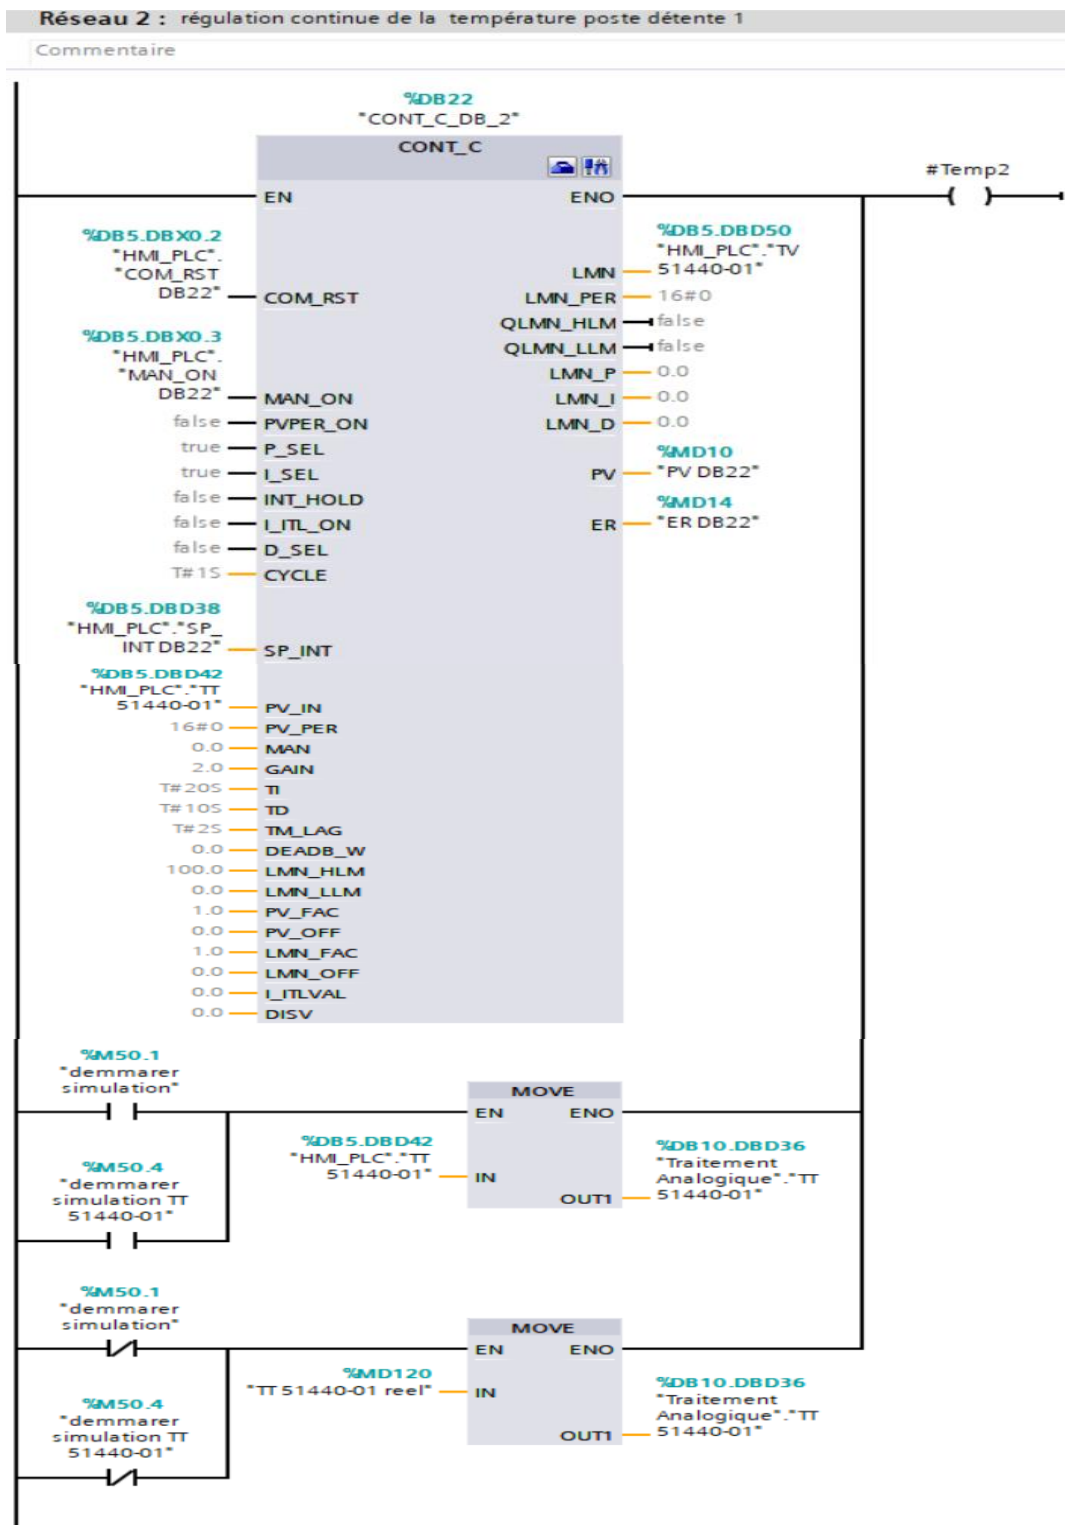 Réseau 2 : régulation continue de la température poste détente 1
Commentaire
%DB22
"CONT_C_DB_2"
CONT_C
#Temp2
EN
ENO
%DB5.DBX0.2
"HMI_PLC".
"COM_RST
DB22"
COM_RST
%DB5.DBX0.3
"HMI_PLC".
"MAN_ON
DB22"
MAN_ON
false
PVPER_ON
true
P_SEL
true
I_SEL
false
INT_HOLD
false
I_ITL_ON
false
D_SEL
T#1S
CYCLE
%DB5.DBD38
"HMI_PLC"."SP_
INT DB22"
SP_INT
%DB5.DBD42
"HMI_PLC"."TT
51440-01"
PV_IN
16#0
PV_PER
0.0
MAN
2.0
GAIN
T#20S
TI
T#10S
TD
T#2S
TM_LAG
0.0
DEADB_W
100.0
LMN_HLM
0.0
LMN_LLM
1.0
PV_FAC
0.0
PV_OFF
1.0
LMN_FAC
0.0
LMN_OFF
0.0
I_ITLVAL
0.0
DISV
%DB5.DBD50
"HMI_PLC"."TV
51440-01"
LMN
LMN_PER
16#0
QLMN_HLM
false
QLMN_LLM
false
LMN_P
0.0
LMN_I
0.0
LMN_D
0.0
%MD10
PV
"PV DB22"
%MD14
ER
"ER DB22"
%M50.1
"demmarer
simulation"
%M50.4
"demmarer
simulation TT
51440-01"
MOVE
EN
ENO
%DB5.DBD42
"HMI_PLC"."TT
51440-01"
IN
OUT1
%DB10.DBD36
"Traitement
Analogique"."TT
51440-01"
%M50.1
"demmarer
simulation"
%M50.4
"demmarer
simulation TT
51440-01"
MOVE
EN
ENO
%MD120
"TT 51440-01 reel"
IN
OUT1
%DB10.DBD36
"Traitement
Analogique"."TT
51440-01"